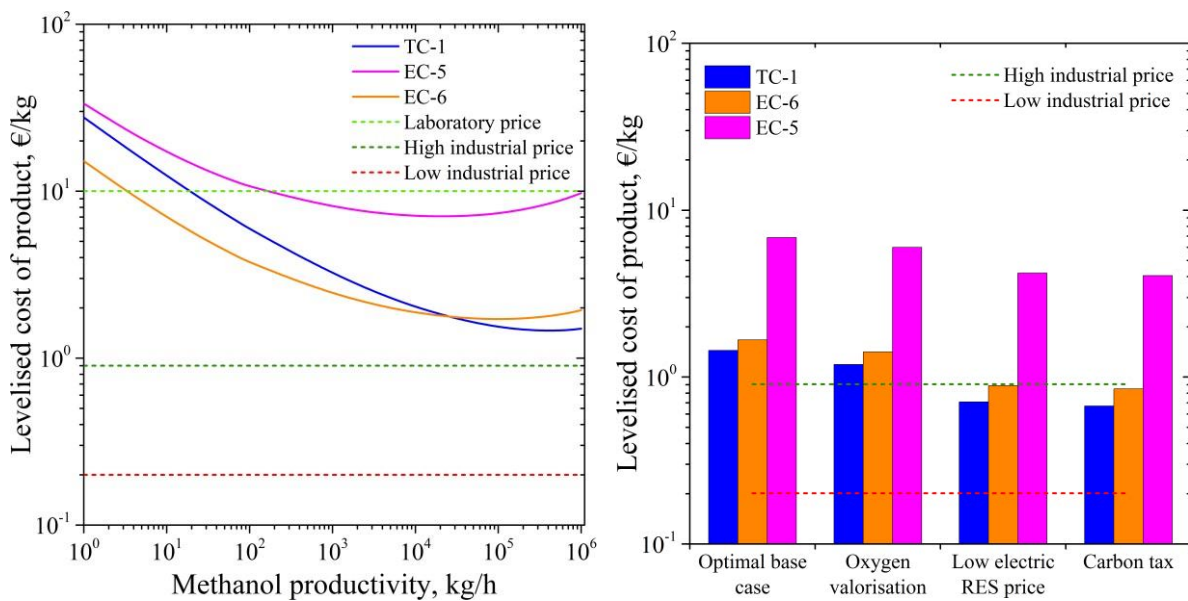 10²
10¹
10⁰
10⁻¹
Levelised cost of product, €/kg
TC-1
EC-5
EC-6
Laboratory price
High industrial price
Low industrial price
10⁰ 10¹ 10² 10³ 10⁴ 10⁵ 10⁶
Methanol productivity, kg/h
10²
10¹
10⁰
10⁻¹
Levelised cost of product, €/kg
TC-1
EC-6
EC-5
High industrial price
Low industrial price
Optimal base
case
Oxygen
valorisation
Low electric
RES price
Carbon tax